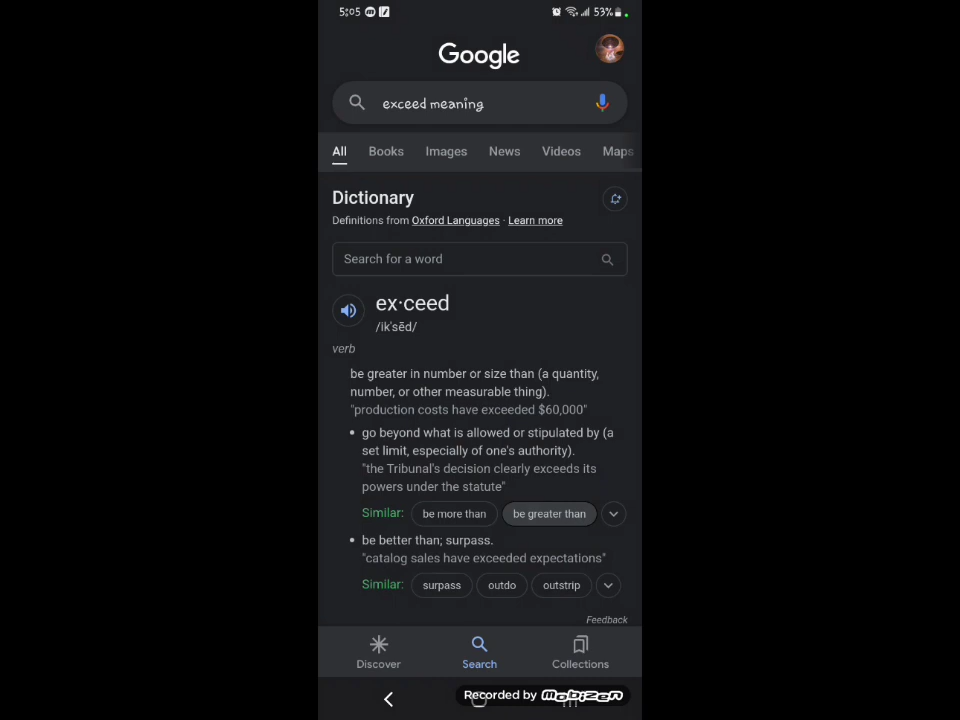 5:05 53%
Google
exceed meaning
All Books Images News Videos Maps
Dictionary
Definitions from Oxford Languages · Learn more
Search for a word
ex·ceed
/ikˈsēd/
verb
be greater in number or size than (a quantity,
number, or other measurable thing).
"production costs have exceeded $60,000"
• go beyond what is allowed or stipulated by (a
set limit, especially of one's authority).
"the Tribunal's decision clearly exceeds its
powers under the statute"
Similar: be more than be greater than
• be better than; surpass.
"catalog sales have exceeded expectations"
Similar: surpass outdo outstrip
Feedback
Discover Search Collections
Recorded by mobizen